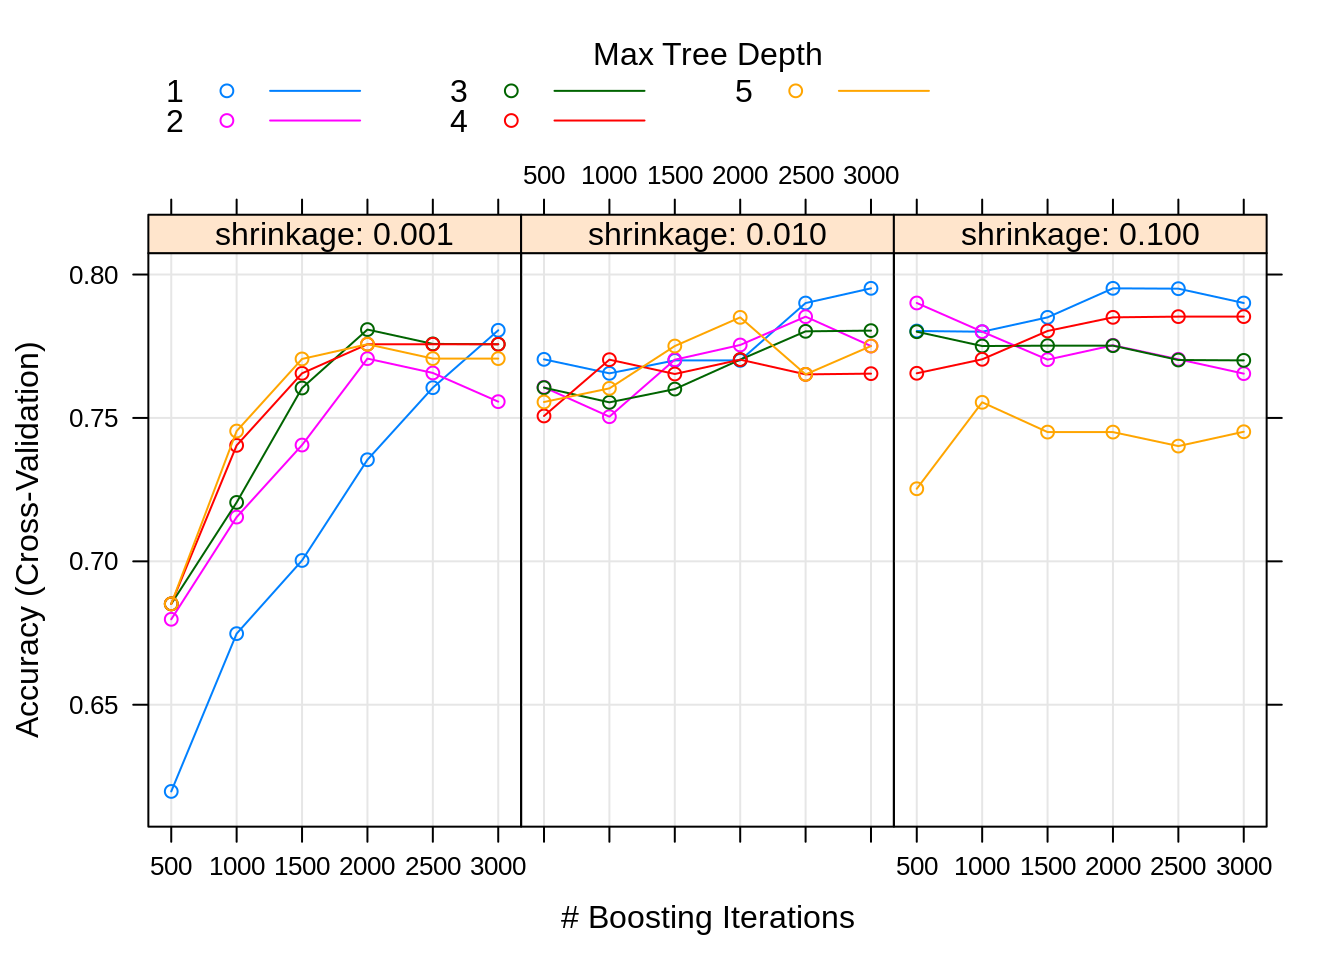 Max Tree Depth
1 3 5
2 4
500 1000 1500 2000 2500 3000
shrinkage: 0.001 shrinkage: 0.010 shrinkage: 0.100
0.80
0.75
0.70
0.65
Accuracy (Cross-Validation)
500 1000 1500 2000 2500 3000 500 1000 1500 2000 2500 3000
# Boosting Iterations